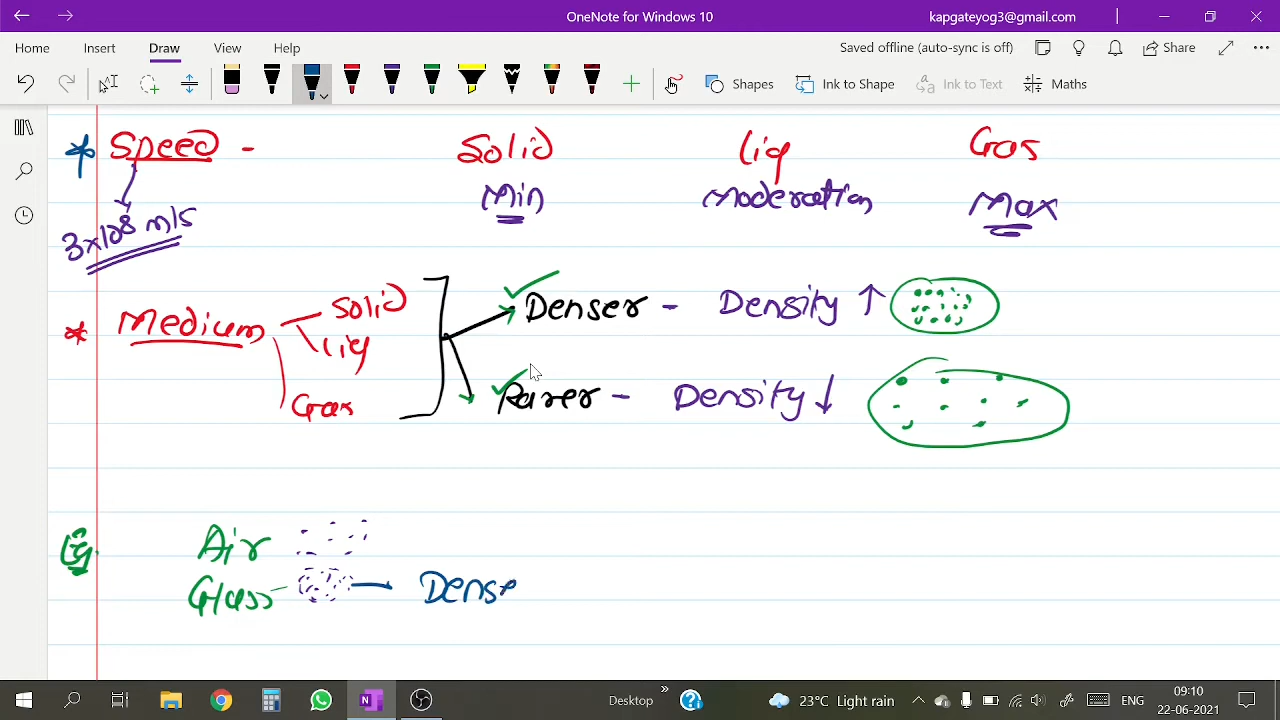 OneNote for Windows 10
kapgateyog3@gmail.com
Home Insert Draw View Help
Saved offline (auto-sync is off)
Share
Shapes
Ink to Shape
Ink to Text
Maths
* Speed - Solid Liq Gas
Min Moderation Max
3x108 m/s
* Medium Solid Liq Gas
Denser - Density ↑
Rarer - Density ↓
Eg
Air
Glass - Dense
Desktop
23°C Light rain
ENG
09:10
22-06-2021